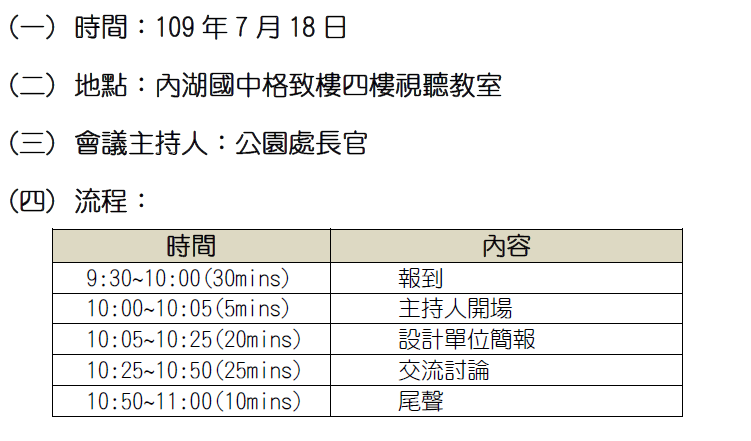 (一) 時間：109 年 7 月 18 日
(二) 地點：內湖國中格致樓四樓視聽教室
(三) 會議主持人：公園處長官
(四) 流程：
時間 內容
9:30~10:00(30mins) 報到
10:00~10:05(5mins) 主持人開場
10:05~10:25(20mins) 設計單位簡報
10:25~10:50(25mins) 交流討論
10:50~11:00(10mins) 尾聲